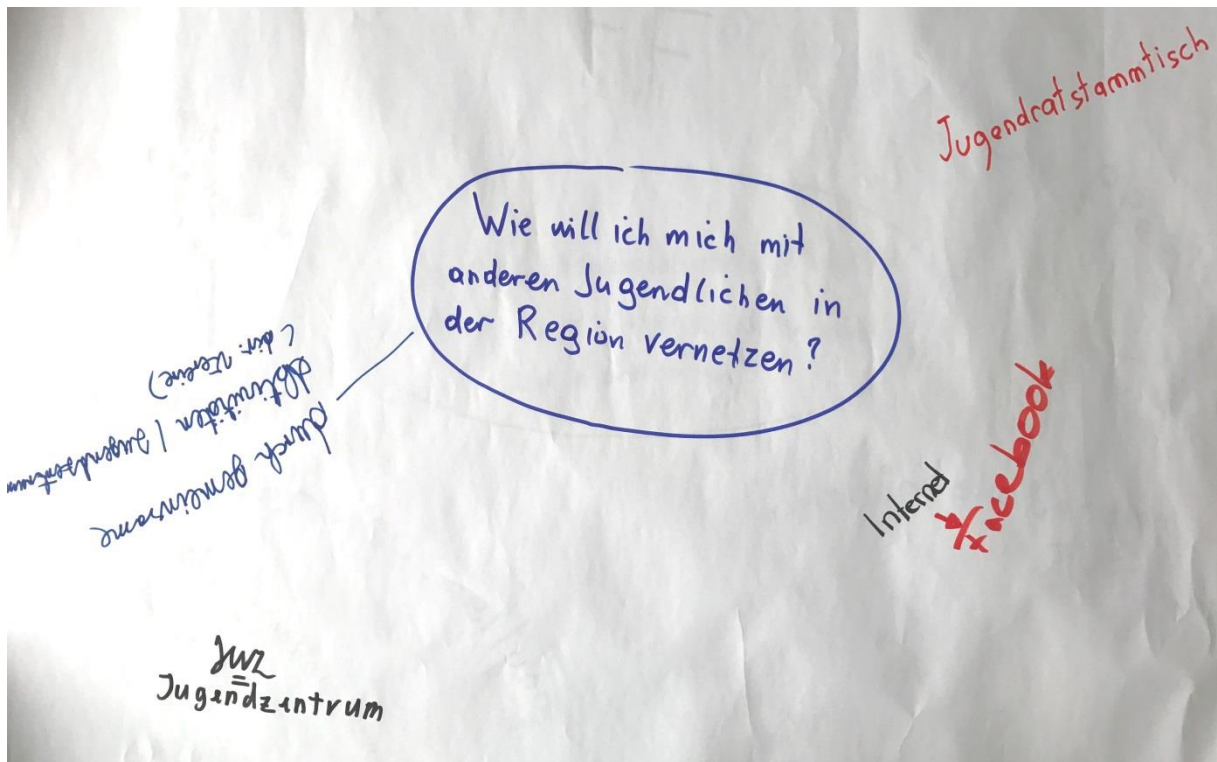 Jugendratstammtisch
Wie will ich mich mit
anderen Jugendlichen in
der Region vernetzen?
durch gemeinsame
Aktivitäten / Jugendzentrum
(div. Vereine)
Internet
Facebook
Juz
=
Jugendzentrum